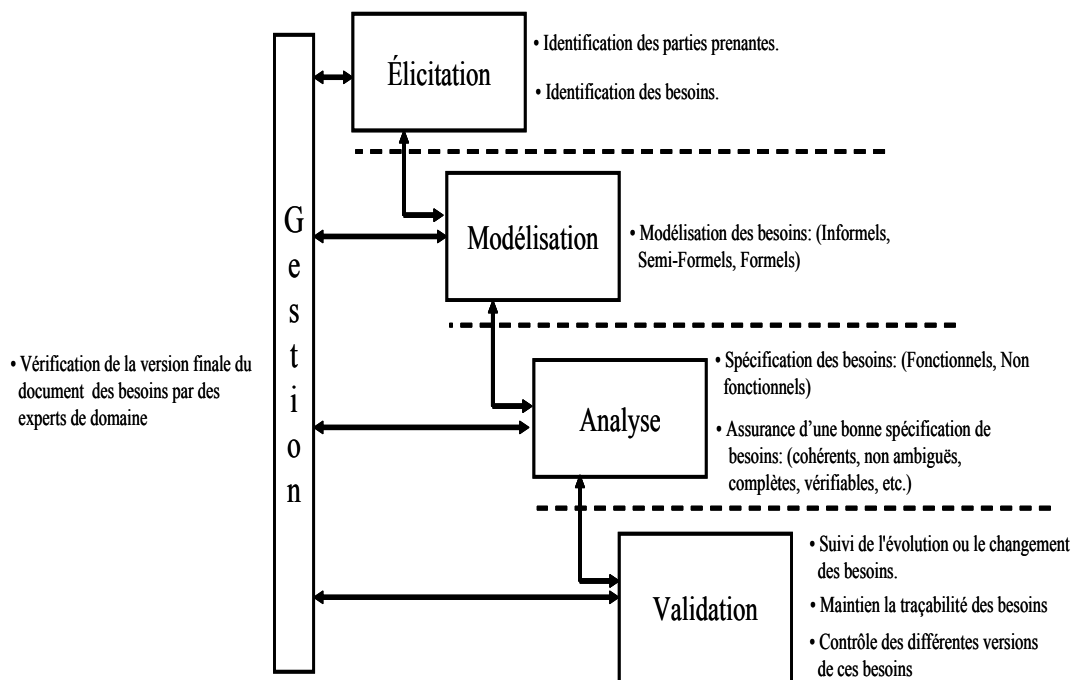 Élicitation
• Identification des parties prenantes.
• Identification des besoins.
Modélisation
• Modélisation des besoins: (Informels,
Semi-Formels, Formels)
Gestion
• Vérification de la version finale du
document des besoins par des
experts de domaine
Analyse
• Spécification des besoins: (Fonctionnels, Non
fonctionnels)
• Assurance d’une bonne spécification de
besoins: (cohérents, non ambiguës,
complètes, vérifiables, etc.)
Validation
• Suivi de l'évolution ou le changement
des besoins.
• Maintien la traçabilité des besoins
• Contrôle des différentes versions
de ces besoins